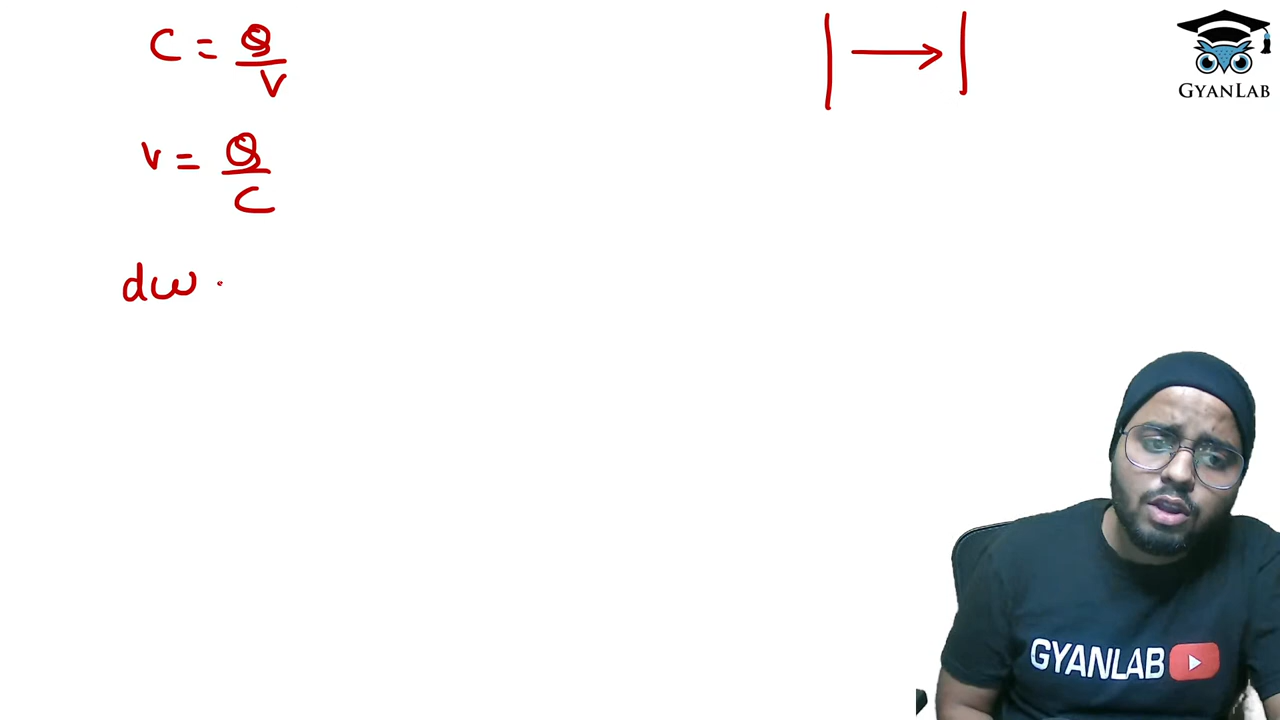 C = Q/V
GYANLAB
V = Q/C
dw
GYANLAB